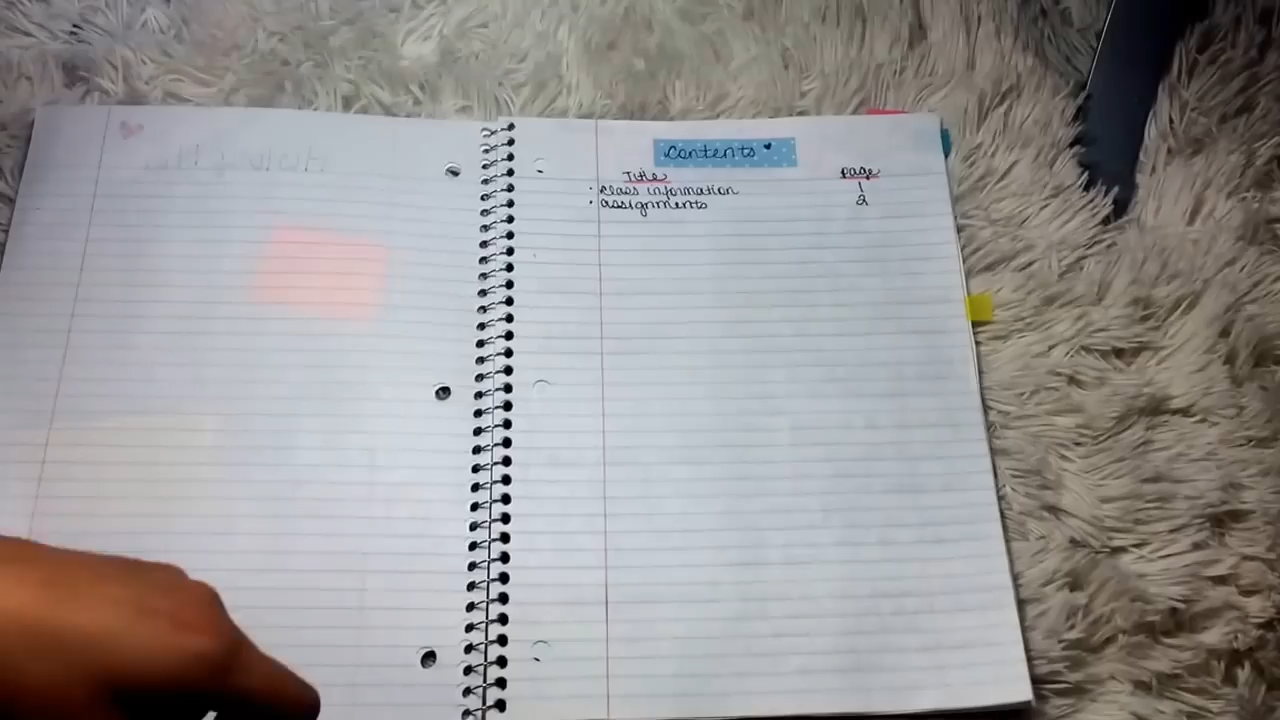 Contents
Title page
· class information 1
· assignments 2